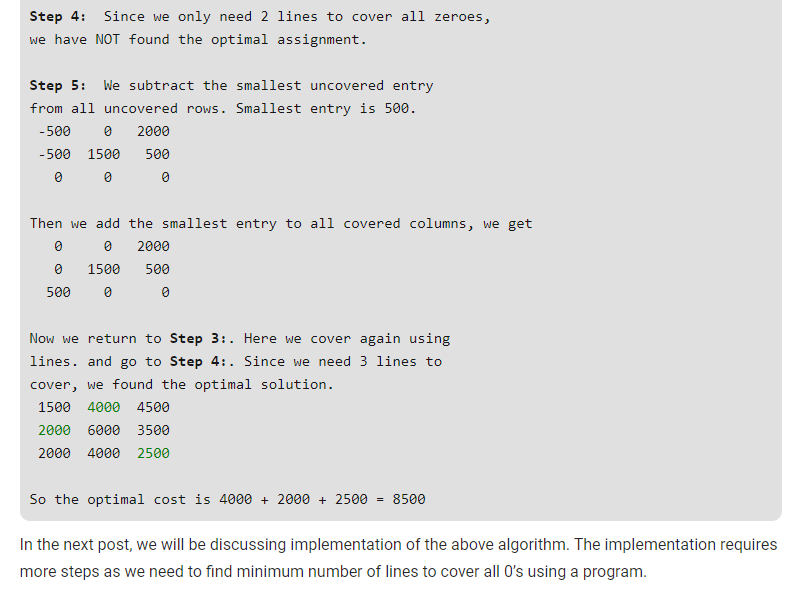 Step 4:  Since we only need 2 lines to cover all zeroes,
we have NOT found the optimal assignment.
Step 5:  We subtract the smallest uncovered entry
from all uncovered rows. Smallest entry is 500.
-500 0 2000
-500 1500 500
0 0 0
Then we add the smallest entry to all covered columns, we get
0 0 2000
0 1500 500
500 0 0
Now we return to Step 3:. Here we cover again using
lines. and go to Step 4:. Since we need 3 lines to
cover, we found the optimal solution.
1500 4000 4500
2000 6000 3500
2000 4000 2500
So the optimal cost is 4000 + 2000 + 2500 = 8500
In the next post, we will be discussing implementation of the above algorithm. The implementation requires
more steps as we need to find minimum number of lines to cover all 0's using a program.